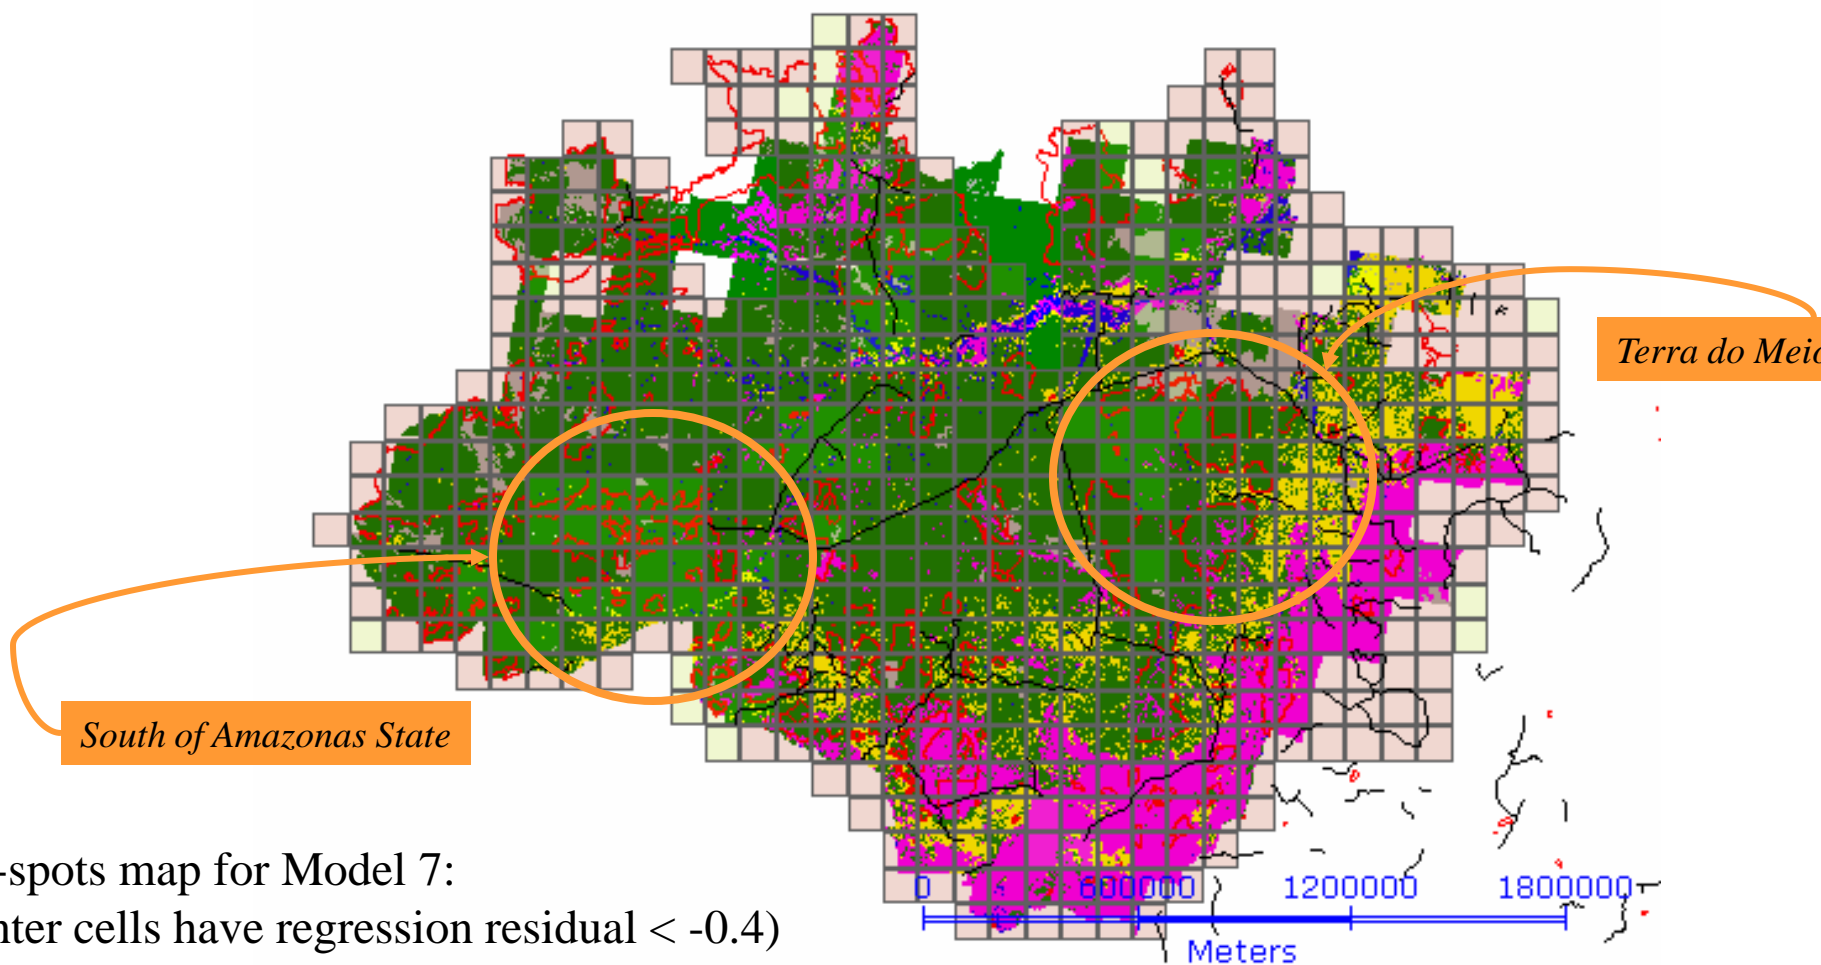 Terra do Meio
South of Amazonas State
-spots map for Model 7:
nter cells have regression residual < -0.4)
0 600000 1200000 1800000
Meters